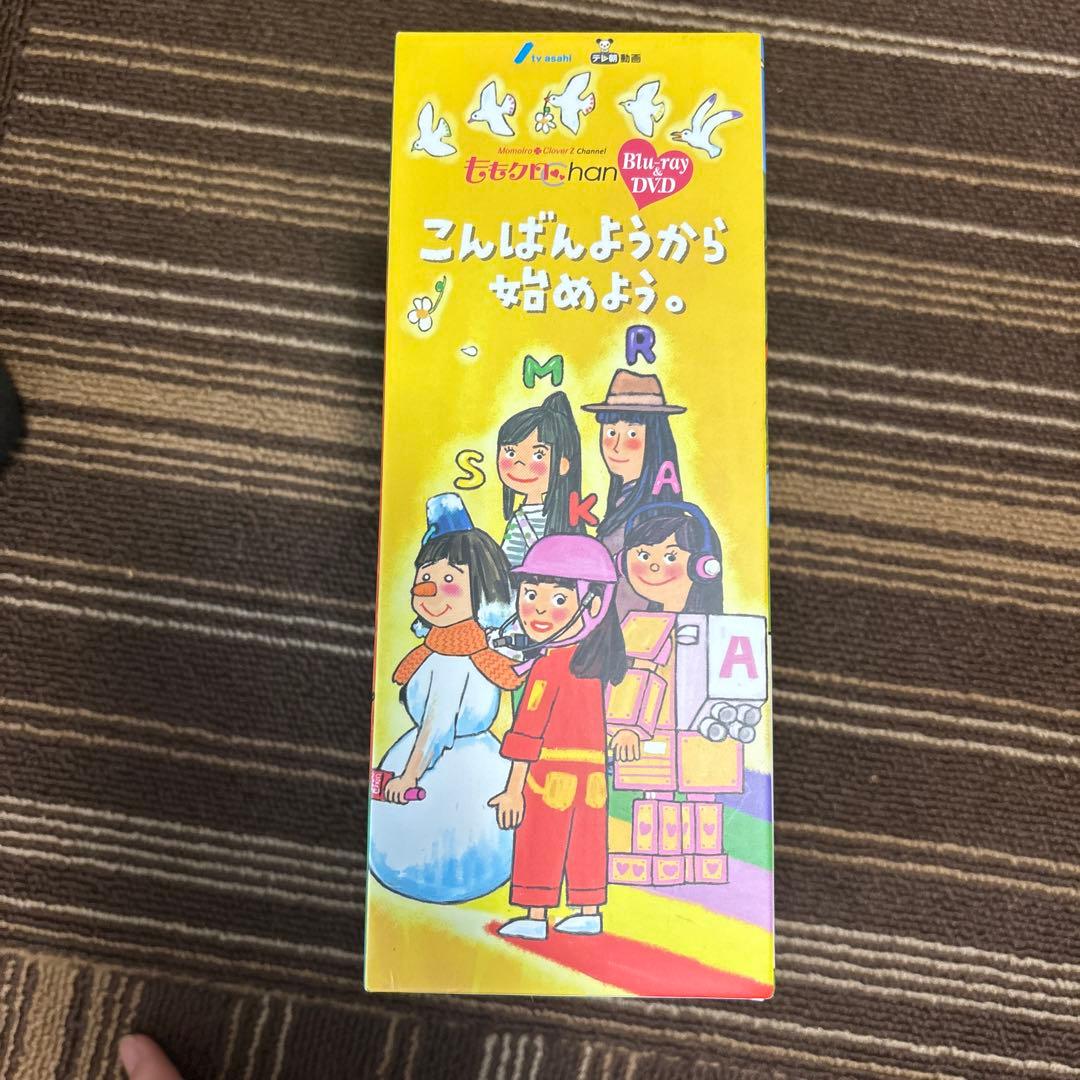 tv asahi テレ朝動画
Momoiro Clover Z Channel
ももクロChan
Blu-ray
&
DVD
こんばんようから
始めよう。
R
M
S
A
K
A